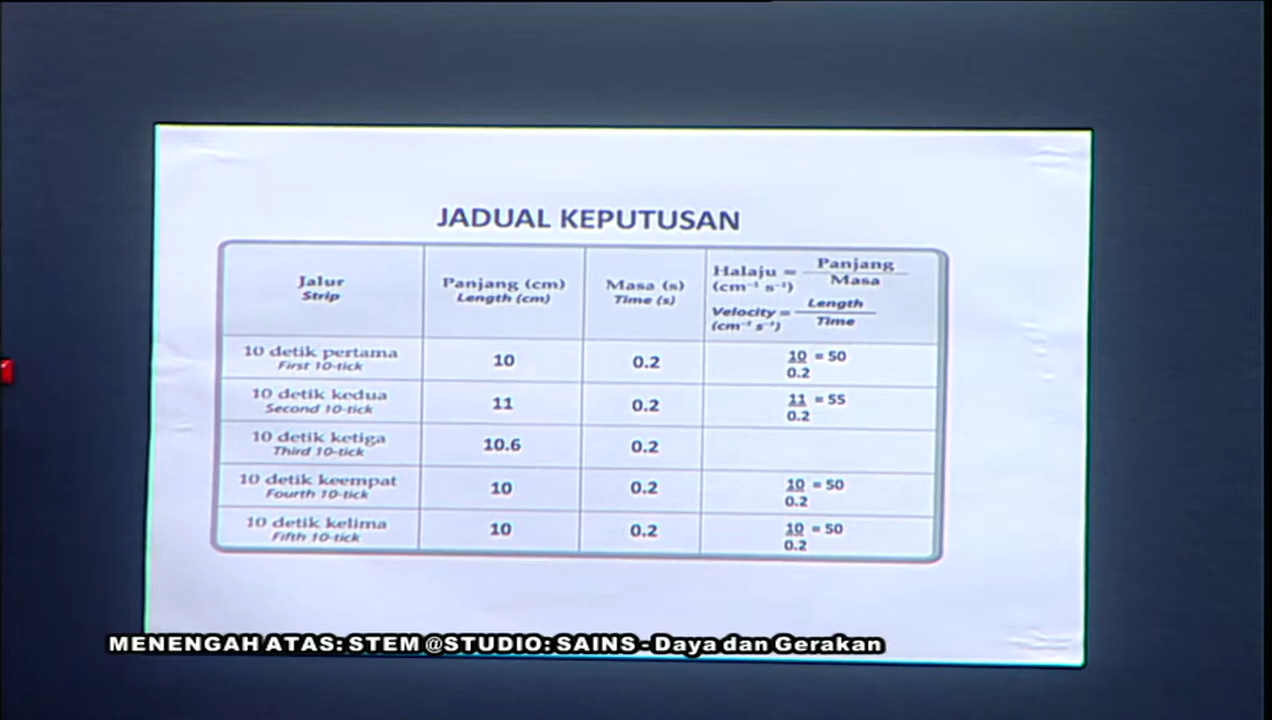 JADUAL KEPUTUSAN
Jalur
Strip
Panjang (cm)
Length (cm)
Masa (s)
Time (s)
Halaju = Panjang
(cm⁻¹ s⁻¹) Masa
Velocity = Length
(cm⁻¹ s⁻¹) Time
10 detik pertama
First 10-tick
10
0.2
10 = 50
0.2
10 detik kedua
Second 10-tick
11
0.2
11 = 55
0.2
10 detik ketiga
Third 10-tick
10.6
0.2
10 detik keempat
Fourth 10-tick
10
0.2
10 = 50
0.2
10 detik kelima
Fifth 10-tick
10
0.2
10 = 50
0.2
MENENGAH ATAS: STEM @STUDIO: SAINS - Daya dan Gerakan